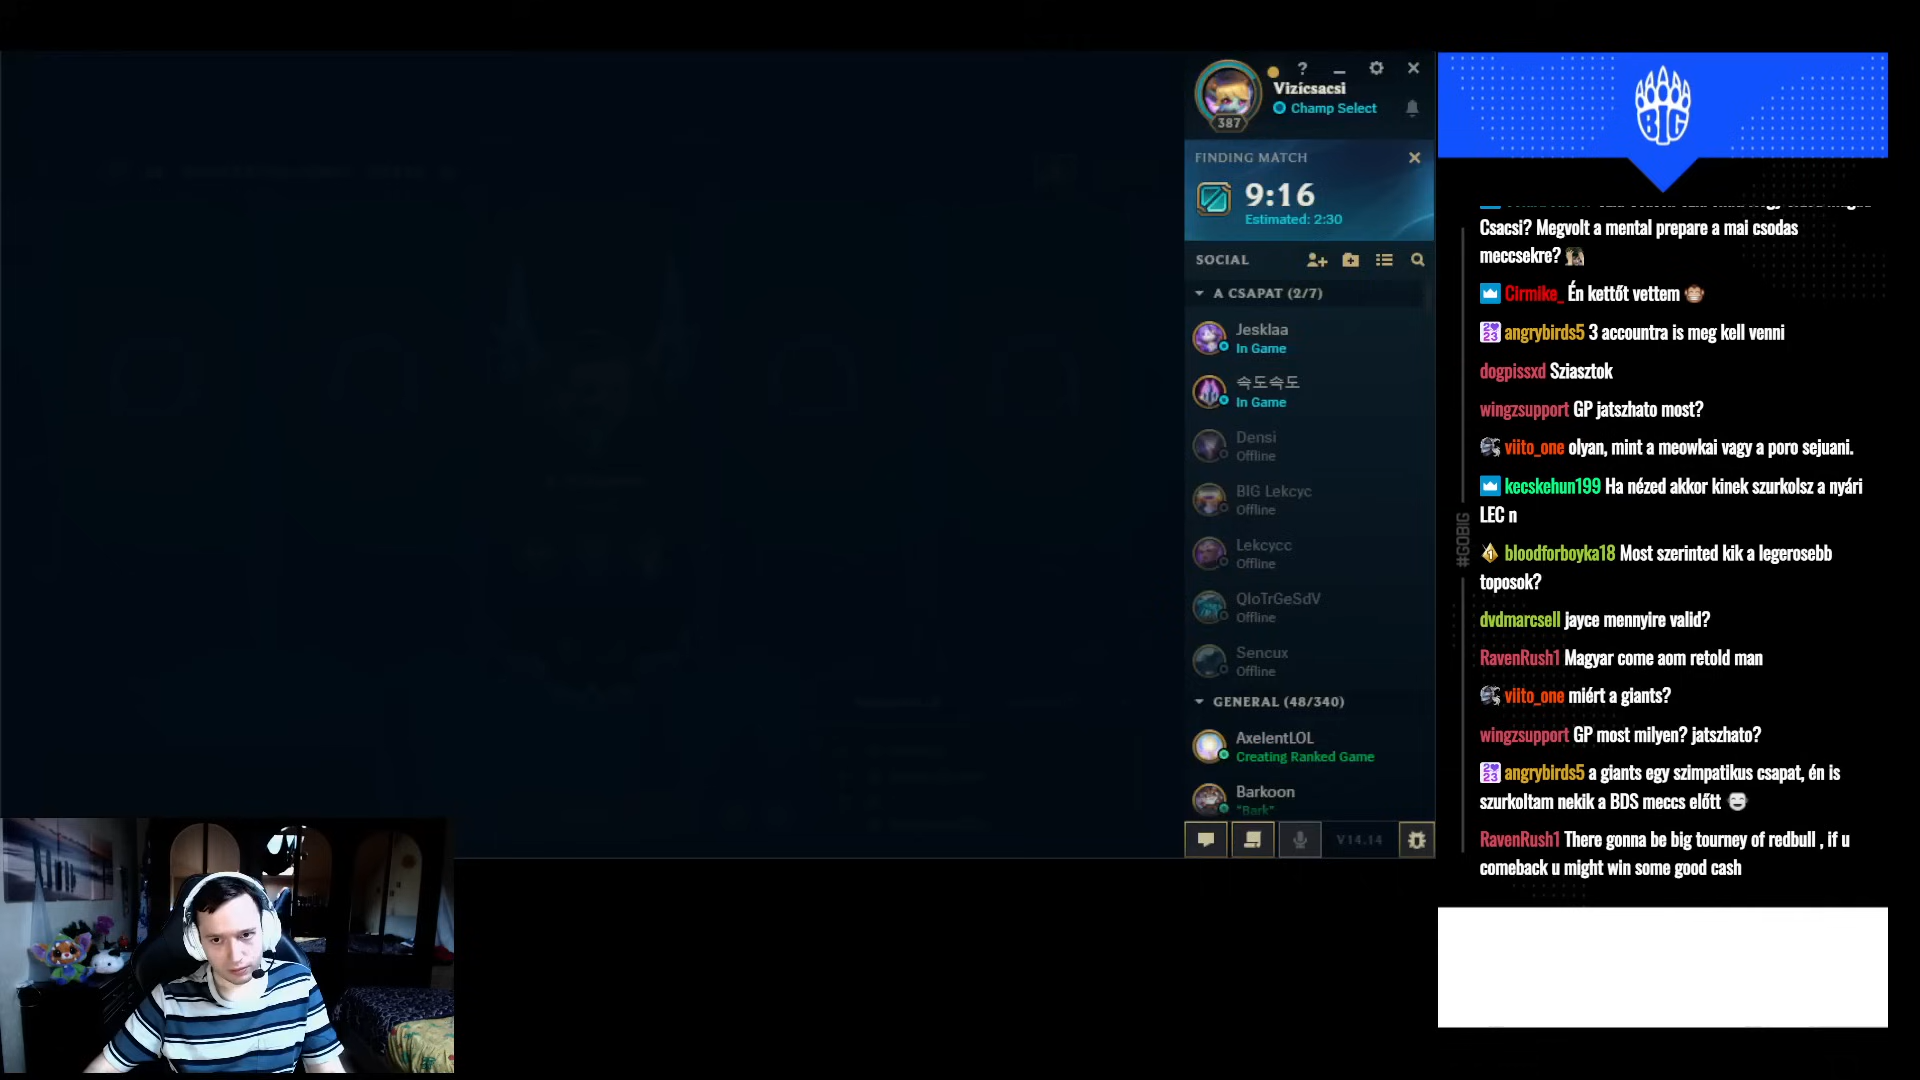 Vizicsacsi
Champ Select
387
FINDING MATCH
9:16
Estimated: 2:30
SOCIAL
A CSAPAT (2/7)
Jesklaa
In Game
속도속도
In Game
Densi
Offline
BIG Lekcyc
Offline
Lekcycc
Offline
QloTrGeSdV
Offline
Sencux
Offline
GENERAL (48/340)
AxelentLOL
Creating Ranked Game
Barkoon
"Bark"
V14.14
BIG
#GOBIG
Csacsi? Megvolt a mental prepare a mai csodas
meccsekre?
Cirmike_ Én kettőt vettem
angrybirds5 3 accountra is meg kell venni
dogpissxd Sziasztok
wingzsupport GP jatszhato most?
viito_one olyan, mint a meowkai vagy a poro sejuani.
kecskehun199 Ha nézed akkor kinek szurkolsz a nyári
LEC n
bloodforboyka18 Most szerinted kik a legerosebb
toposok?
dvdmarcsell jayce mennyire valid?
RavenRush1 Magyar come aom retold man
viito_one miért a giants?
wingzsupport GP most milyen? jatszhato?
angrybirds5 a giants egy szimpatikus csapat, én is
szurkoltam nekik a BDS meccs előtt
RavenRush1 There gonna be big tourney of redbull , if u
comeback u might win some good cash